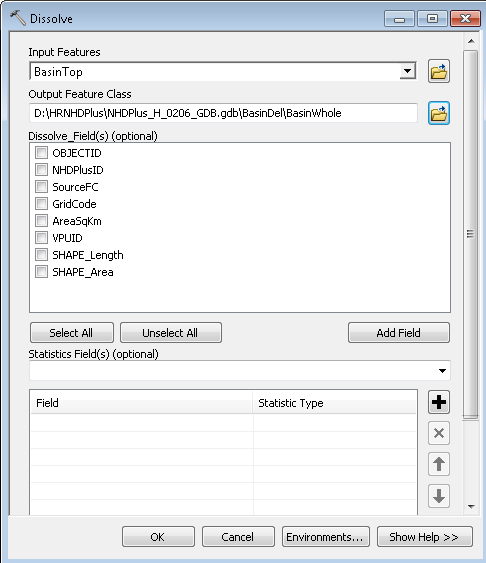 Dissolve
Input Features
BasinTop
Output Feature Class
D:\HRNHDPlus\NHDPlus_H_0206_GDB.gdb\BasinDel\BasinWhole
Dissolve_Field(s) (optional)
OBJECTID
NHDPlusID
SourceFC
GridCode
AreaSqKm
VPUID
SHAPE_Length
SHAPE_Area
Select All Unselect All Add Field
Statistics Field(s) (optional)
Field Statistic Type
OK Cancel Environments... Show Help >>